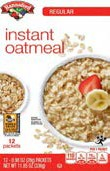 Hannaford
REGULAR
instant
oatmeal
12
packets
12 - 0.98 OZ (28g) PACKETS
NET WT 11.85 OZ (336g)